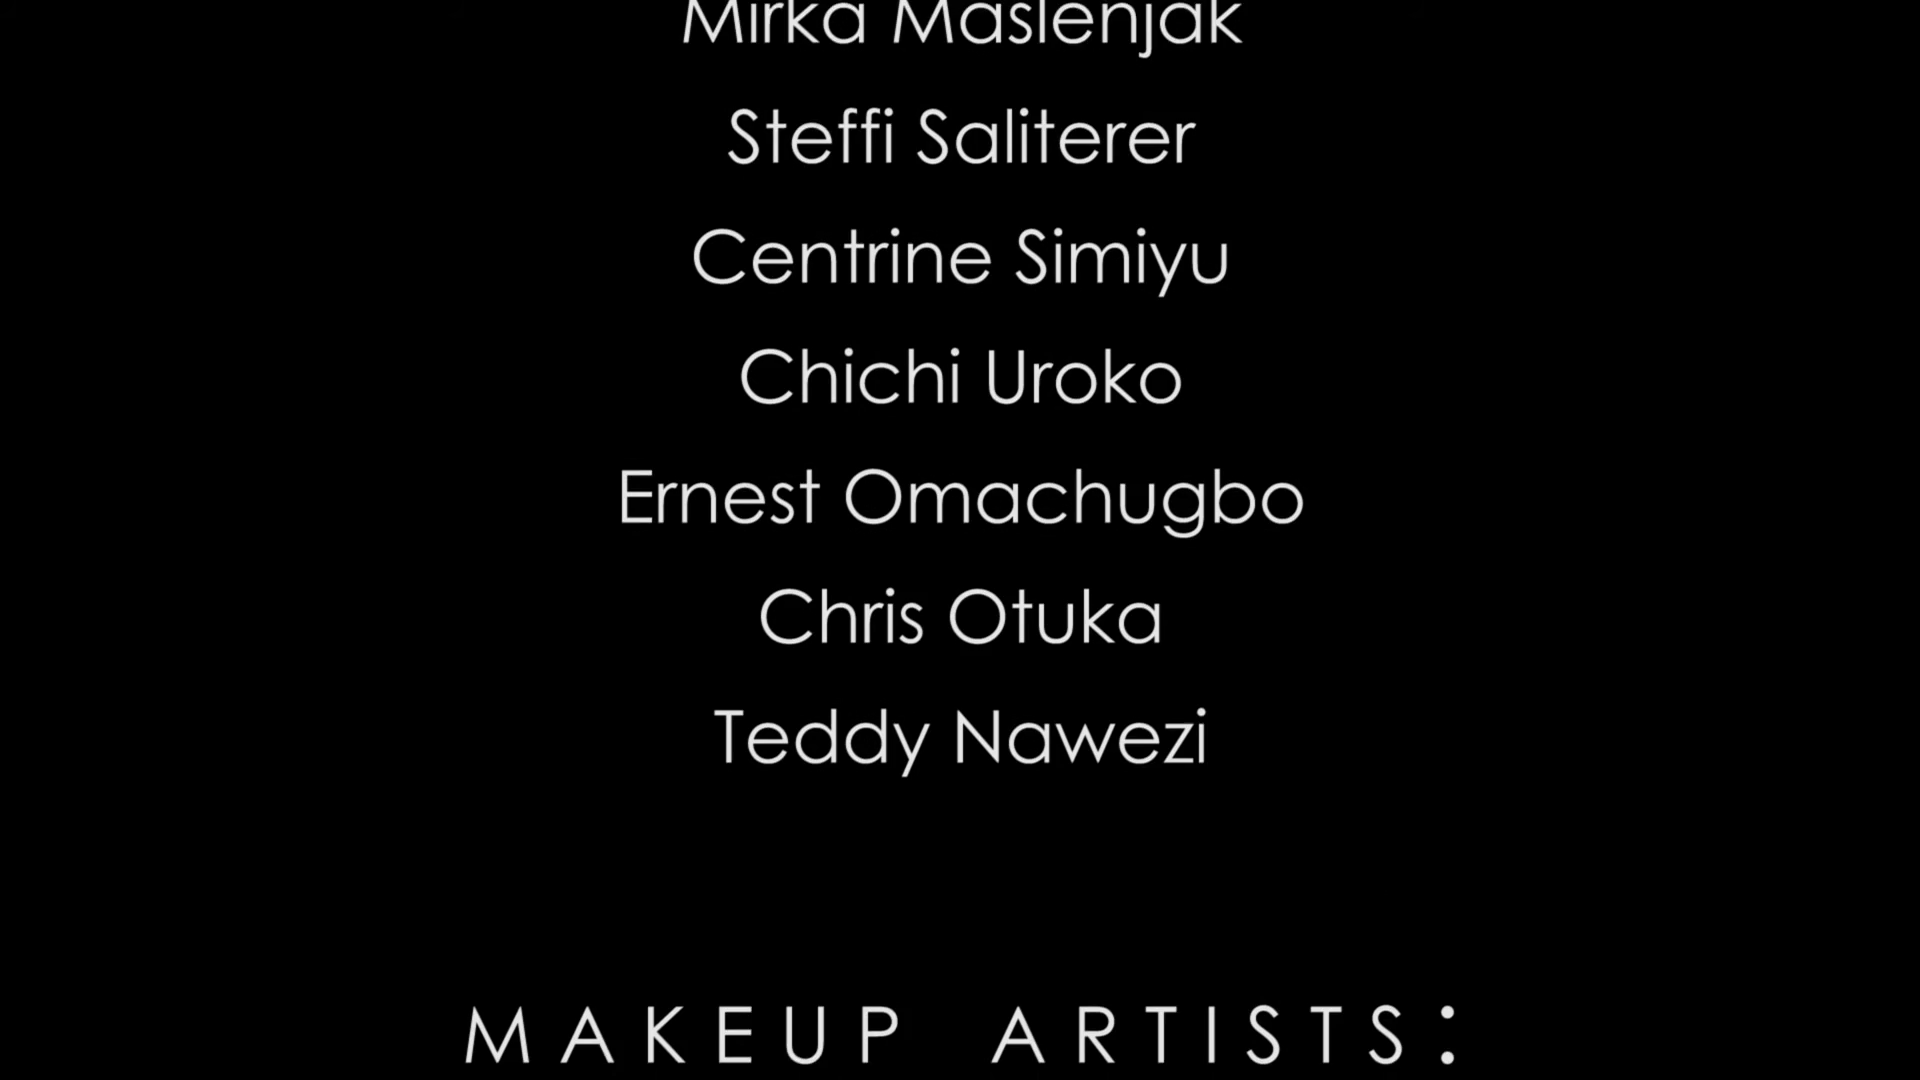 Mirka Maslenjak
Steffi Saliterer
Centrine Simiyu
Chichi Uroko
Ernest Omachugbo
Chris Otuka
Teddy Nawezi
MAKEUP ARTISTS: